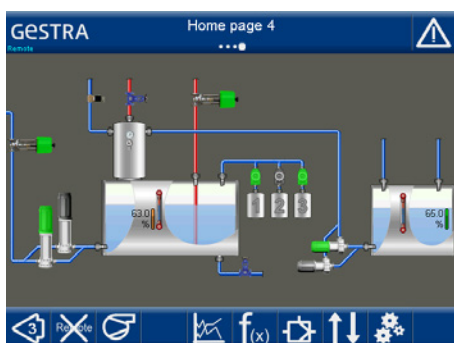 GESTRA
Home page 4
Remote
63.0
%
1 2 3
65.0
%
3
Remote
f(x)